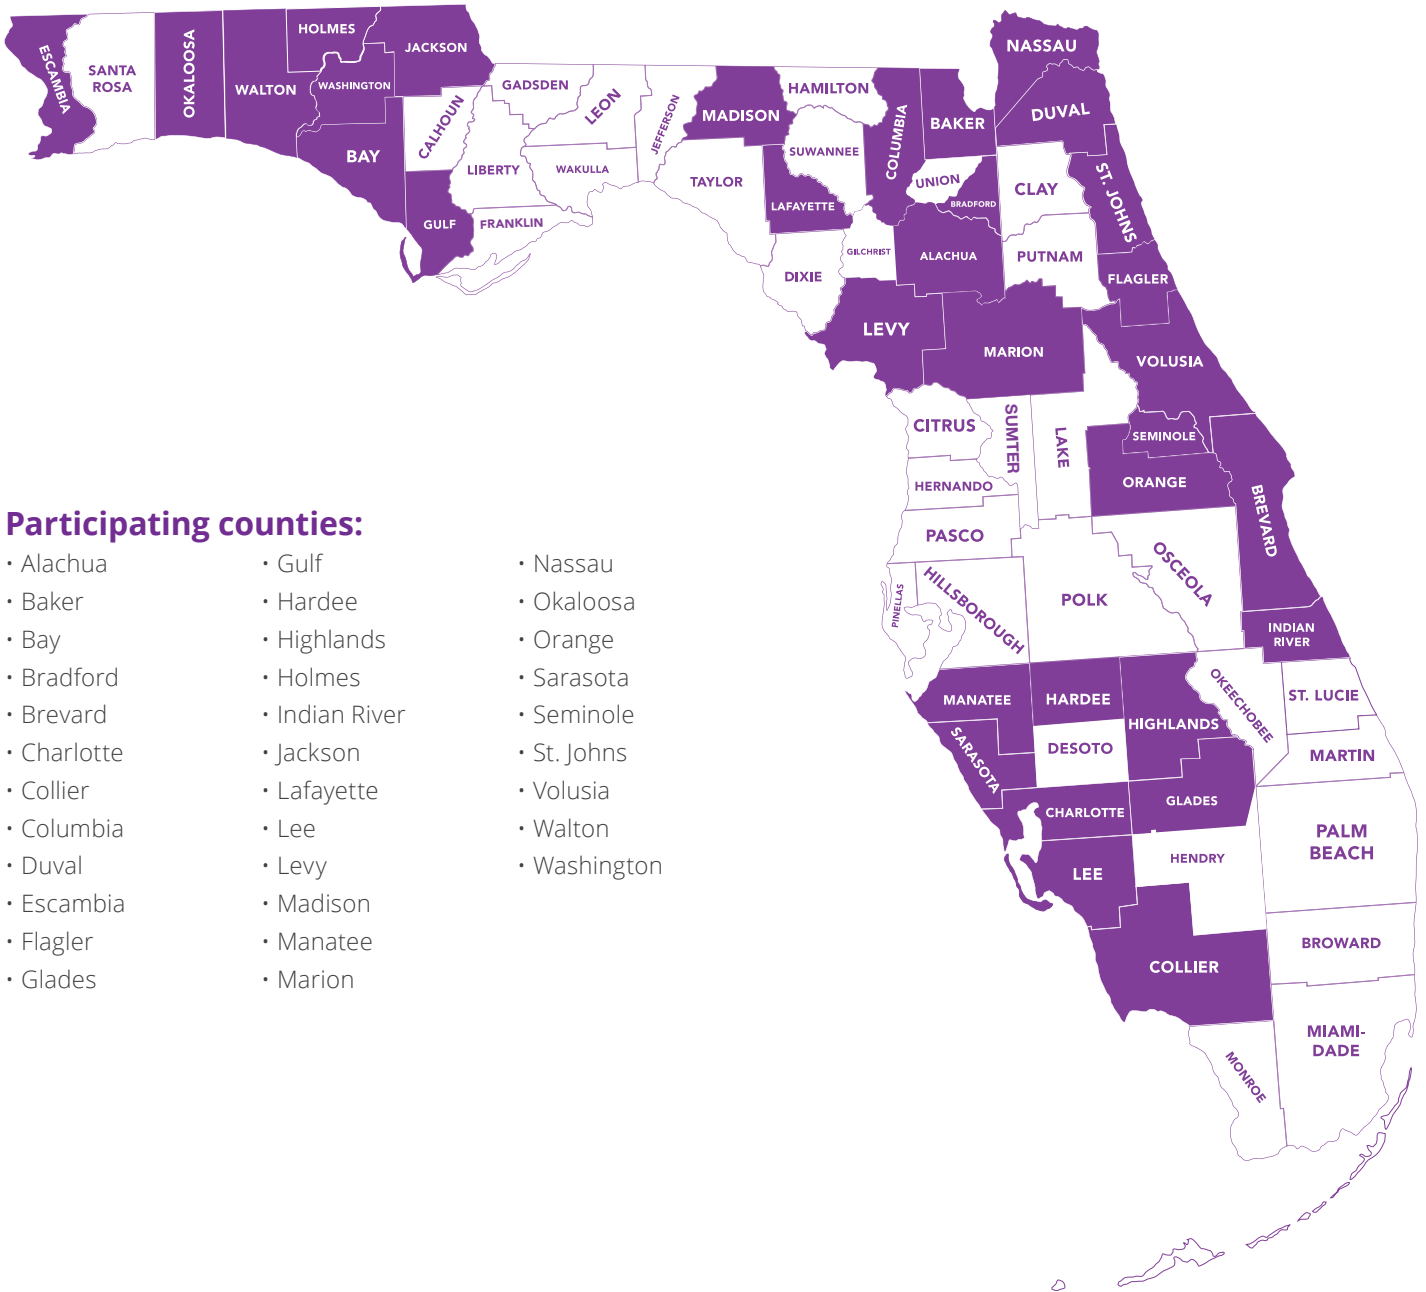 HOLMES
JACKSON
ESCAMBIA
SANTA
ROSA
OKALOOSA
WALTON
WASHINGTON
BAY
CALHOUN
GULF
GADSDEN
LIBERTY
FRANKLIN
LEON
WAKULLA
JEFFERSON
MADISON
TAYLOR
HAMILTON
SUWANNEE
LAFAYETTE
DIXIE
GILCHRIST
COLUMBIA
BAKER
UNION
BRADFORD
ALACHUA
NASSAU
DUVAL
CLAY
ST. JOHNS
PUTNAM
FLAGLER
LEVY
MARION
VOLUSIA
CITRUS
SUMTER
LAKE
SEMINOLE
ORANGE
BREVARD
HERNANDO
PASCO
PINELLAS
HILLSBOROUGH
POLK
OSCEOLA
INDIAN
RIVER
MANATEE
HARDEE
HIGHLANDS
OKEECHOBEE
ST. LUCIE
SARASOTA
DESOTO
MARTIN
CHARLOTTE
GLADES
LEE
HENDRY
PALM
BEACH
COLLIER
BROWARD
MONROE
MIAMI-
DADE
Participating counties:
• Alachua
• Baker
• Bay
• Bradford
• Brevard
• Charlotte
• Collier
• Columbia
• Duval
• Escambia
• Flagler
• Glades
• Gulf
• Hardee
• Highlands
• Holmes
• Indian River
• Jackson
• Lafayette
• Lee
• Levy
• Madison
• Manatee
• Marion
• Nassau
• Okaloosa
• Orange
• Sarasota
• Seminole
• St. Johns
• Volusia
• Walton
• Washington